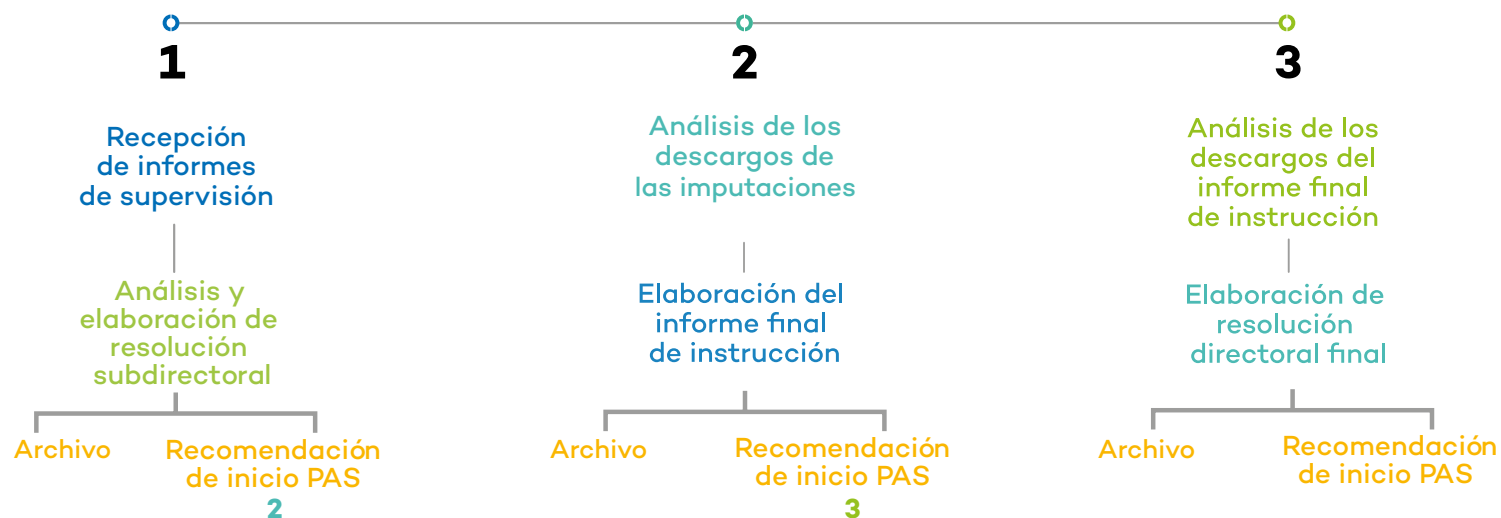 1
Recepción
de informes
de supervisión
Análisis y
elaboración de
resolución
subdirectoral
Archivo
Recomendación
de inicio PAS
2
2
Análisis de los
descargos de
las imputaciones
Elaboración del
informe final
de instrucción
Archivo
Recomendación
de inicio PAS
3
3
Análisis de los
descargos del
informe final
de instrucción
Elaboración de
resolución
directoral final
Archivo
Recomendación
de inicio PAS